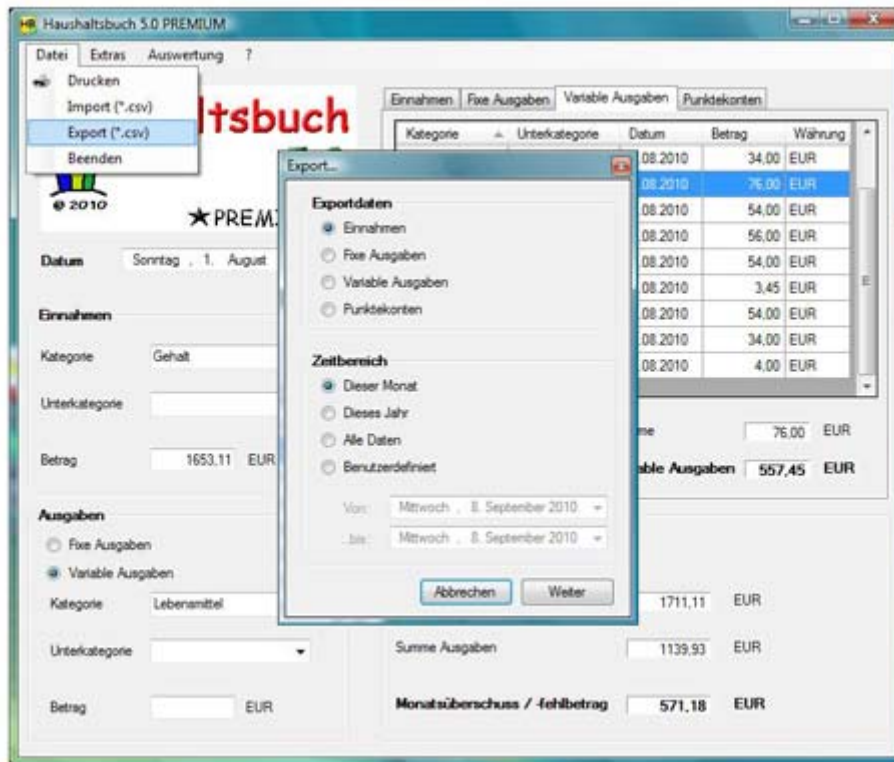 Haushaltsbuch 5.0 PREMIUM
Datei Extras Auswertung ?
Drucken
Import (*.csv)
Export (*.csv)
Beenden
ltsbuch
© 2010
★PREM
Datum Sonntag , 1. August
Einnahmen
Kategorie Gehalt
Unterkategorie
Betrag 1653,11 EUR
Ausgaben
Fixe Ausgaben
Variable Ausgaben
Kategorie Lebensmittel
Unterkategorie
Betrag EUR
Export...
Exportdaten
Einnahmen
Fixe Ausgaben
Variable Ausgaben
Punktekonten
Zeitbereich
Dieser Monat
Dieses Jahr
Alle Daten
Benutzerdefiniert
Von: Mittwoch , 8. September 2010
..bis: Mittwoch , 8. September 2010
Abbrechen Weiter
Einnahmen Fixe Ausgaben Variable Ausgaben Punktekonten
Kategorie Unterkategorie Datum Betrag Währung
.08.2010 34,00 EUR
.08.2010 76,00 EUR
.08.2010 54,00 EUR
.08.2010 56,00 EUR
.08.2010 54,00 EUR
.08.2010 3,45 EUR
.08.2010 54,00 EUR
.08.2010 34,00 EUR
.08.2010 4,00 EUR
me 76,00 EUR
able Ausgaben 557,45 EUR
1711,11 EUR
Summe Ausgaben 1139,93 EUR
Monatsüberschuss / -fehlbetrag 571,18 EUR